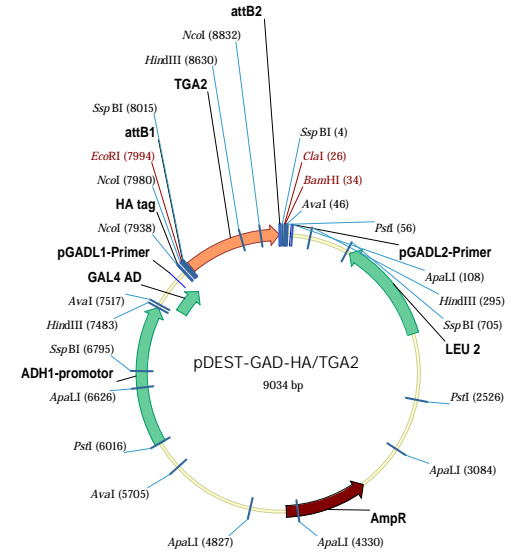 attB2
NcoI (8832)
HindIII (8630)
TGA2
SspBI (8015)
attB1
EcoRI (7994)
NcoI (7980)
HA tag
NcoI (7938)
pGADL1-Primer
GAL4 AD
AvaI (7517)
HindIII (7483)
SspBI (6795)
ADH1-promotor
ApaLI (6626)
PstI (6016)
AvaI (5705)
ApaLI (4827)
SspBI (4)
ClaI (26)
BamHI (34)
AvaI (46)
PstI (56)
pGADL2-Primer
ApaLI (108)
HindIII (295)
SspBI (705)
LEU 2
PstI (2526)
ApaLI (3084)
AmpR
ApaLI (4330)
pDEST-GAD-HA/TGA2
9034 bp